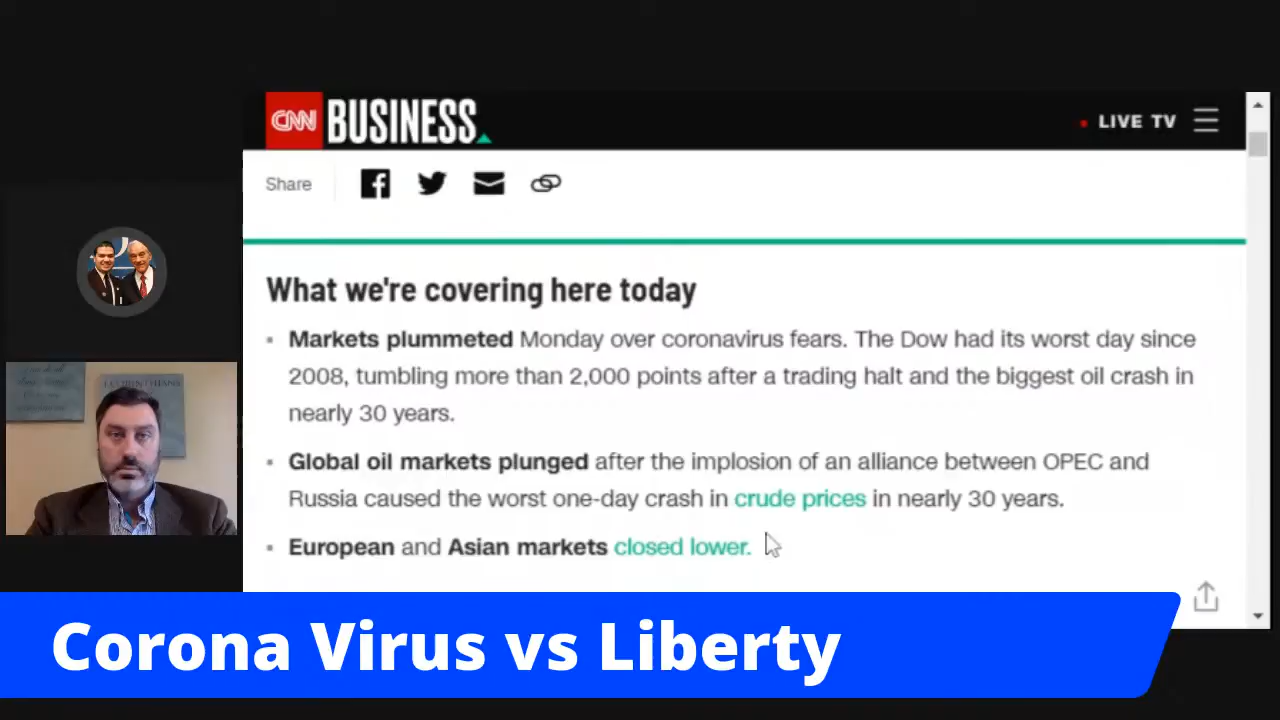 CNN BUSINESS
LIVE TV
Share
What we're covering here today
Markets plummeted Monday over coronavirus fears. The Dow had its worst day since
2008, tumbling more than 2,000 points after a trading halt and the biggest oil crash in
nearly 30 years.
Global oil markets plunged after the implosion of an alliance between OPEC and
Russia caused the worst one-day crash in crude prices in nearly 30 years.
European and Asian markets closed lower.
Corona Virus vs Liberty